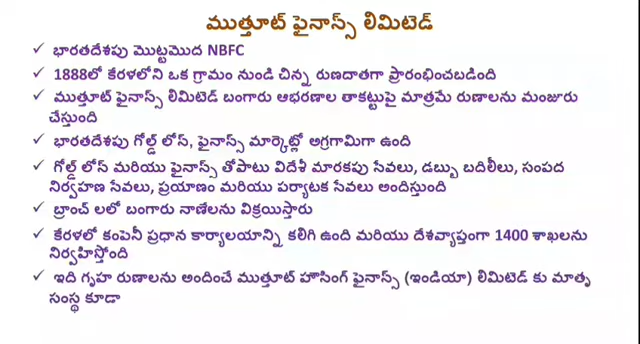 ముత్తూట్ ఫైనాన్స్ లిమిటెడ్
✓ భారతదేశపు మొట్టమొద NBFC
✓ 1888లో కేరళలోని ఒక గ్రామం నుండి చిన్న రుణదాతగా ప్రారంభించబడింది
✓ ముత్తూట్ ఫైనాన్స్ లిమిటెడ్ బంగారు ఆభరణాల తాకట్టుపై మాత్రమే రుణాలను మంజూరు
చేస్తుంది
✓ భారతదేశపు గోల్డ్ లోన్, ఫైనాన్స్ మార్కెట్లో అగ్రగామిగా ఉంది
✓ గోల్డ్ లోన్ మరియు ఫైనాన్స్ తోపాటు విదేశీ మారకపు సేవలు, డబ్బు బదిలీలు, సంపద
నిర్వహణ సేవలు, ప్రయాణం మరియు పర్యాటక సేవలు అందిస్తుంది
✓ బ్రాంచ్ లలో బంగారు నాణేలను విక్రయిస్తారు
✓ కేరళలో కంపెనీ ప్రధాన కార్యాలయాన్ని కలిగి ఉంది మరియు దేశవ్యాప్తంగా 1400 శాఖలను
నిర్వహిస్తోంది
✓ ఇది గృహ రుణాలను అందించే ముత్తూట్ హౌసింగ్ ఫైనాన్స్ (ఇండియా) లిమిటెడ్ కు మాతృ
సంస్థ కూడా